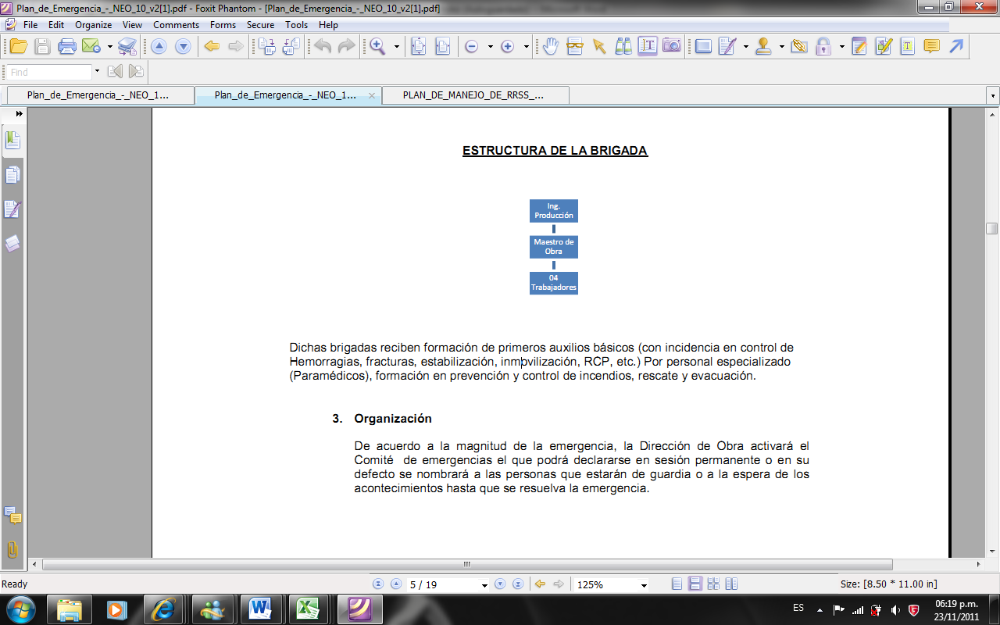 Plan_de_Emergencia_-_NEO_10_v2[1].pdf - Foxit Phantom - [Plan_de_Emergencia_-_NEO_10_v2[1].pdf]
File Edit Organize View Comments Forms Secure Tools Help
Find
Plan_de_Emergencia_-_NEO_1... Plan_de_Emergencia_-_NEO_1... PLAN_DE_MANEJO_DE_RRSS_...
ESTRUCTURA DE LA BRIGADA
Ing.
Producción
Maestro de
Obra
04
Trabajadores
Dichas brigadas reciben formación de primeros auxilios básicos (con incidencia en control de
Hemorragias, fracturas, estabilización, inmovilización, RCP, etc.) Por personal especializado
(Paramédicos), formación en prevención y control de incendios, rescate y evacuación.
3. Organización
De acuerdo a la magnitud de la emergencia, la Dirección de Obra activará el
Comité de emergencias el que podrá declararse en sesión permanente o en su
defecto se nombrará a las personas que estarán de guardia o a la espera de los
acontecimientos hasta que se resuelva la emergencia.
Ready 5 / 19 125% Size: [8.50 * 11.00 in]
ES 06:19 p.m.
23/11/2011